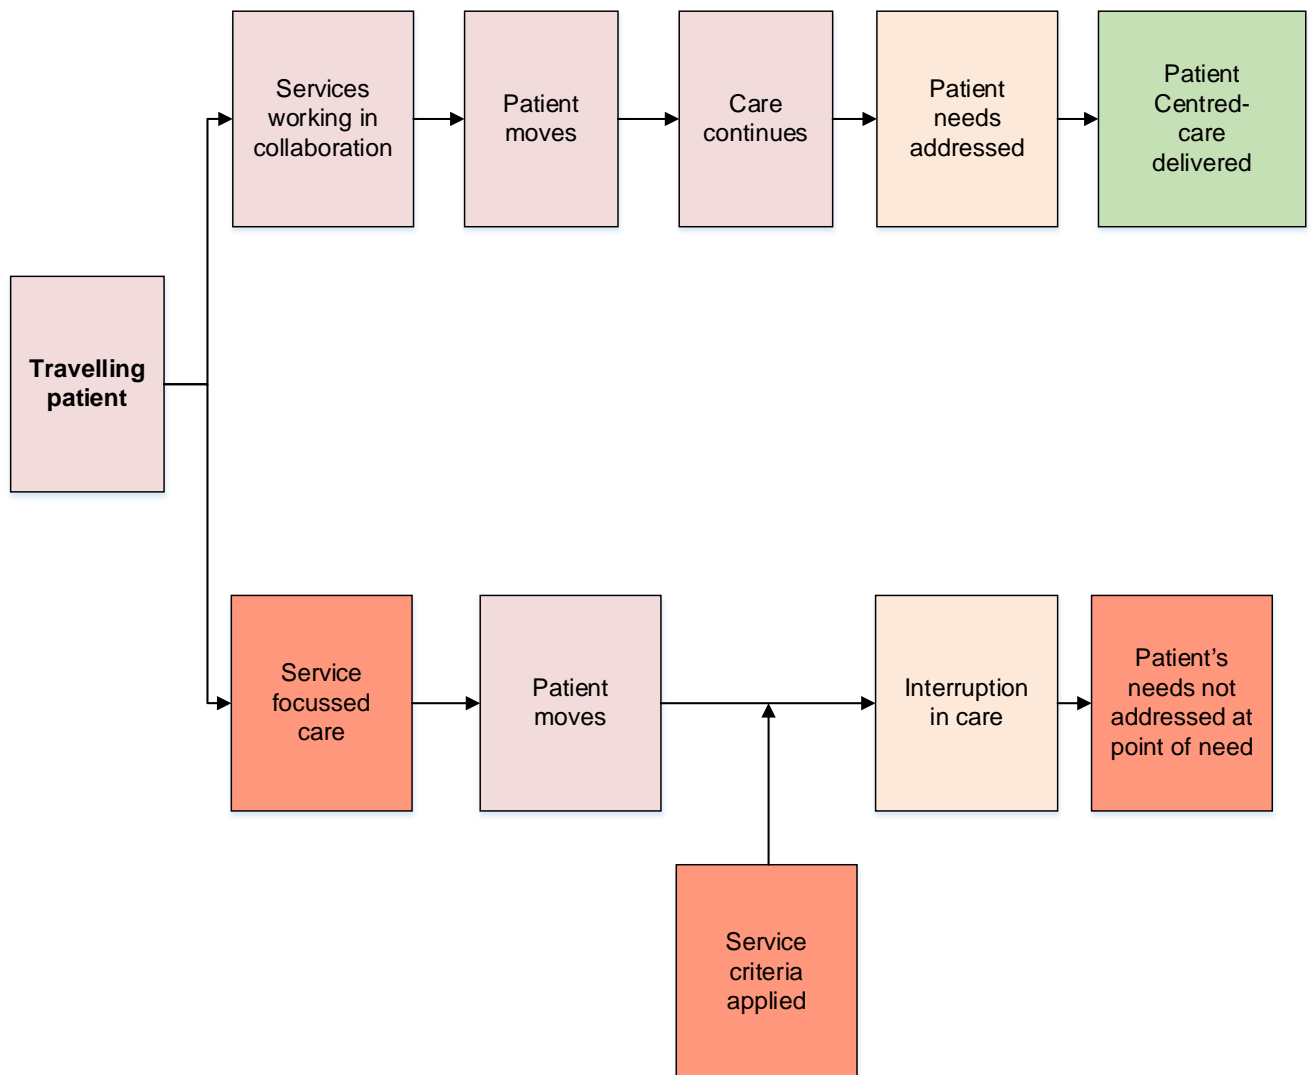 Services
working in
collaboration
Patient
moves
Care
continues
Patient
needs
addressed
Patient
Centred-
care
delivered
Travelling
patient
Service
focussed
care
Patient
moves
Interruption
in care
Patient’s
needs not
addressed at
point of need
Service
criteria
applied